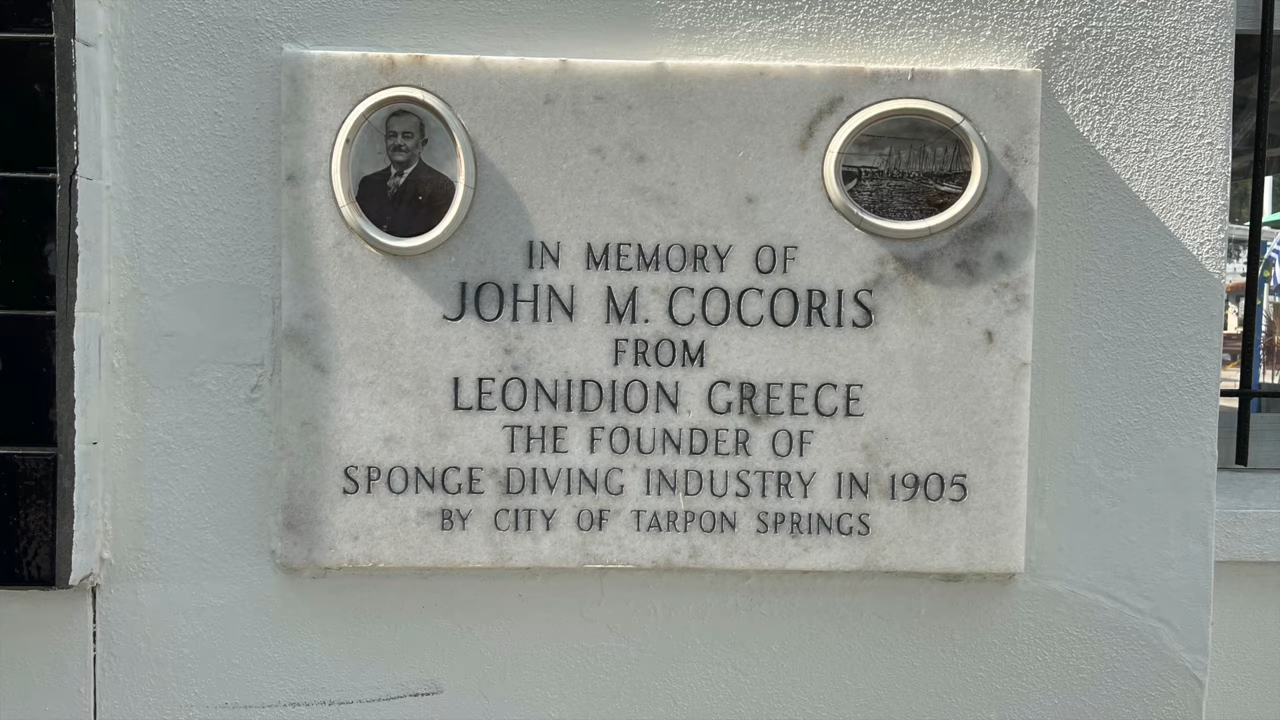 IN MEMORY OF
JOHN M. COCORIS
FROM
LEONIDION GREECE
THE FOUNDER OF
SPONGE DIVING INDUSTRY IN 1905
BY CITY OF TARPON SPRINGS